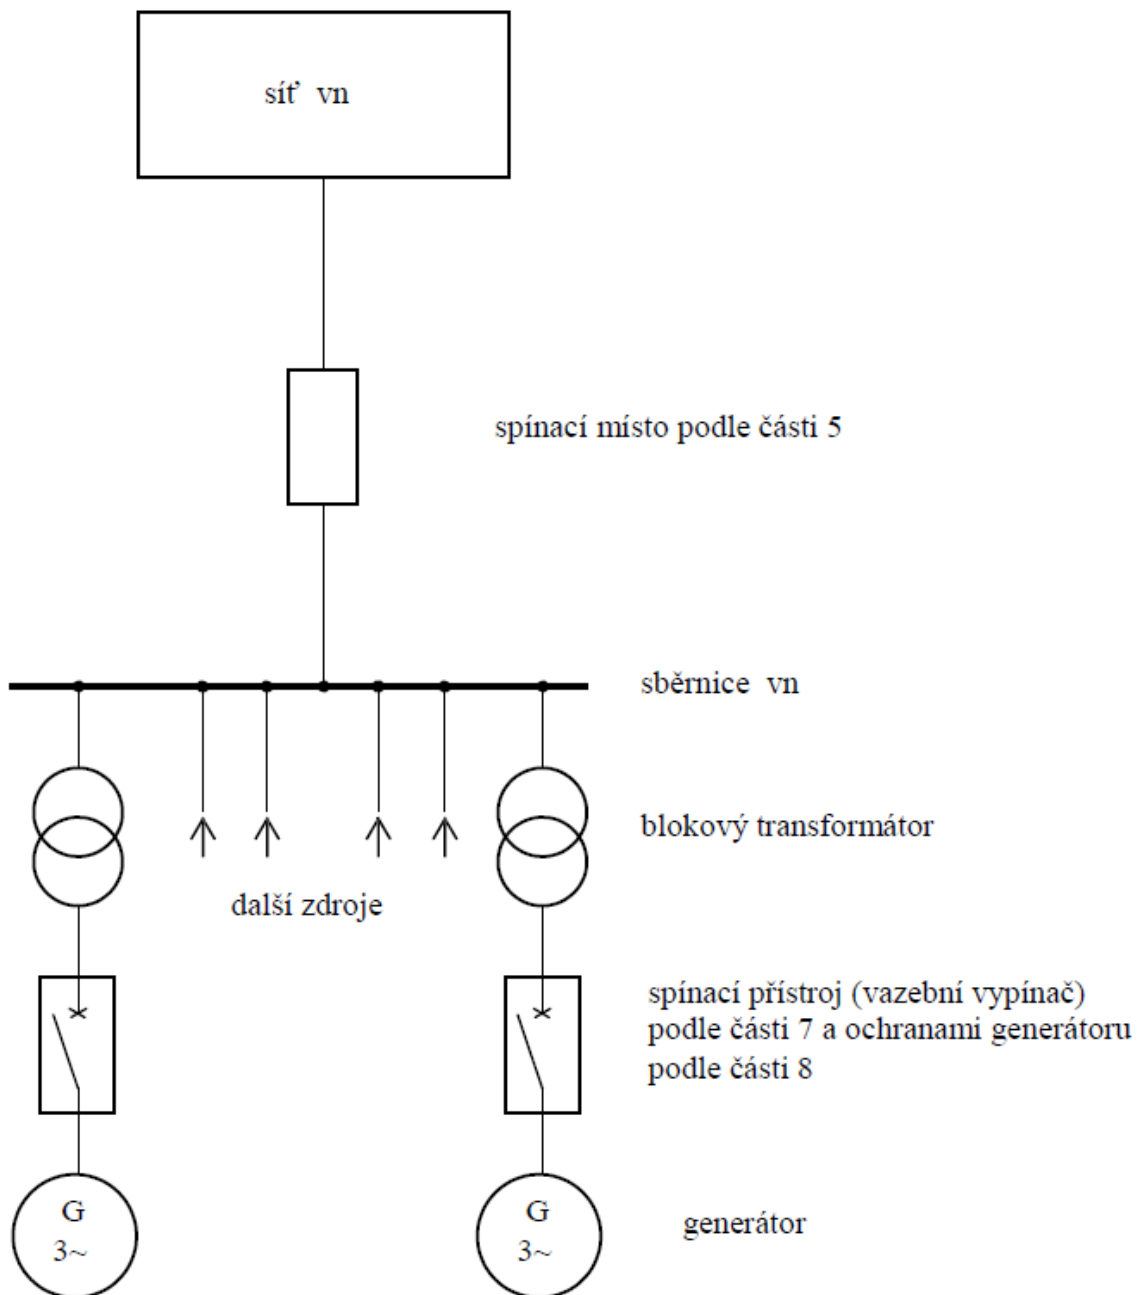 síť vn
spínací místo podle části 5
sběrnice vn
blokový transformátor
další zdroje
spínací přístroj (vazební vypínač)
podle části 7 a ochranami generátoru
podle části 8
G
3~
G
3~
generátor